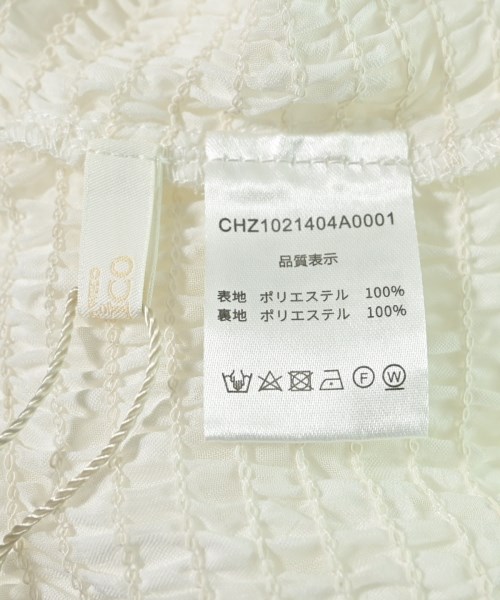 CHZ1021404A0001
品質表示
表地 ポリエステル 100%
裏地 ポリエステル 100%
F W